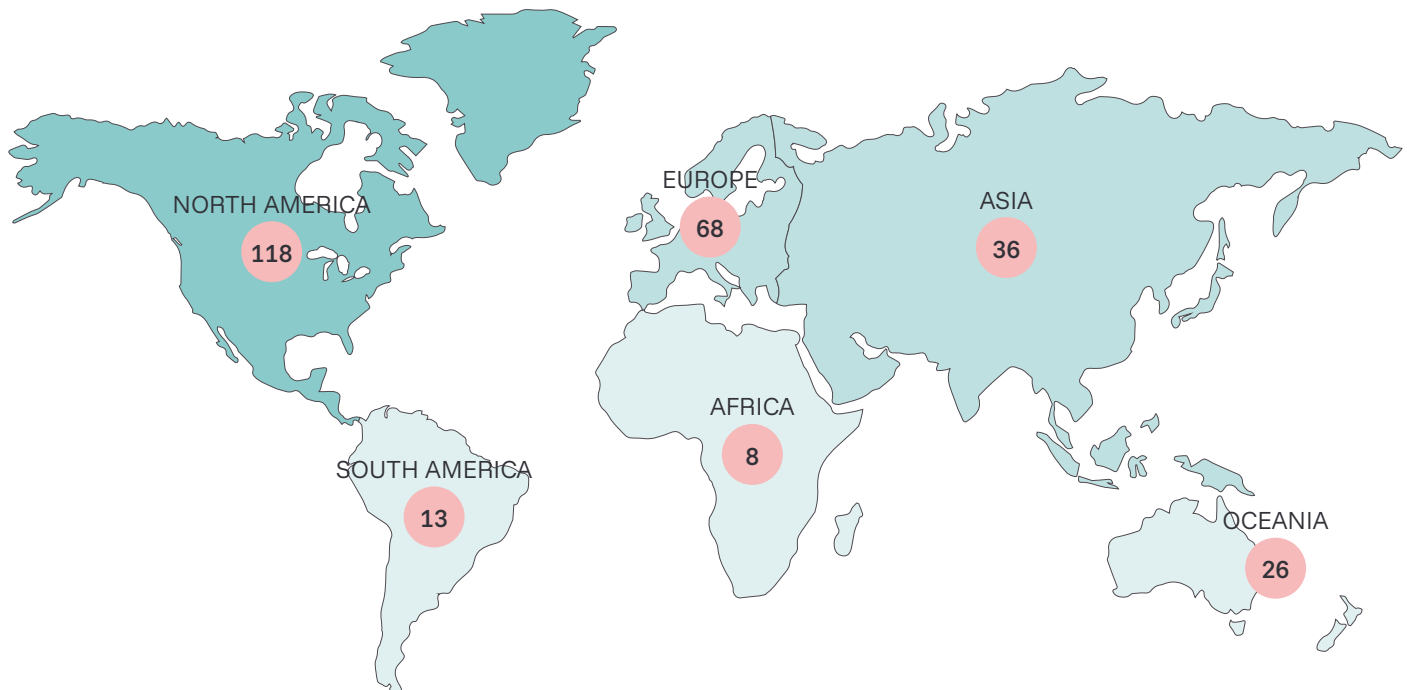 NORTH AMERICA
118
EUROPE
68
ASIA
36
AFRICA
8
SOUTH AMERICA
13
OCEANIA
26